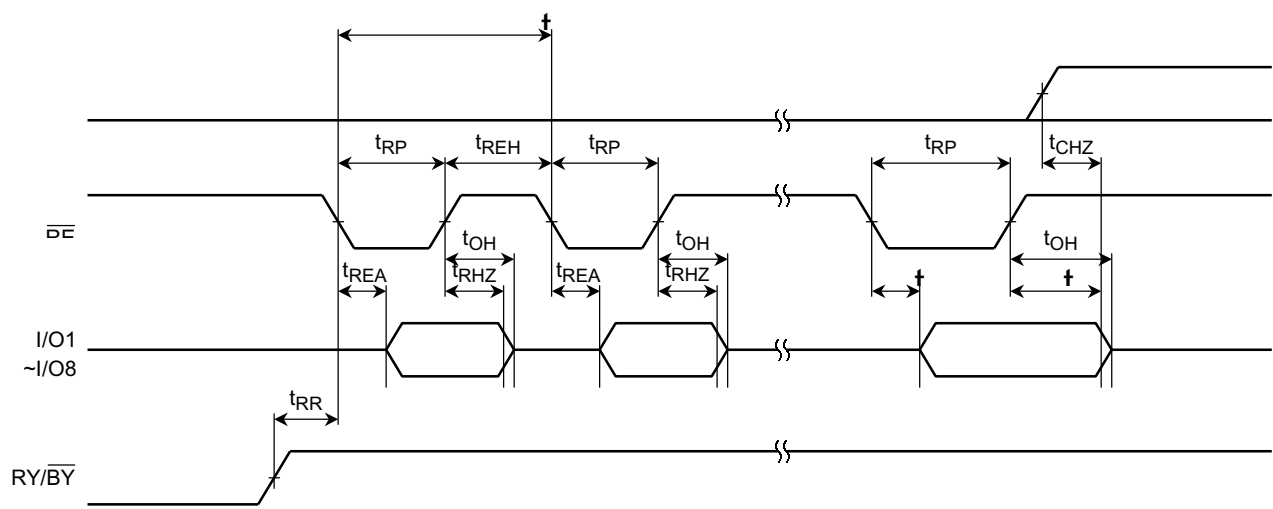 t
tRP tREH tRP tRP tCHZ
tOH tOH tOH
tREA tRHZ tREA tRHZ t t
I/O1
~I/O8
tRR
RY/BY